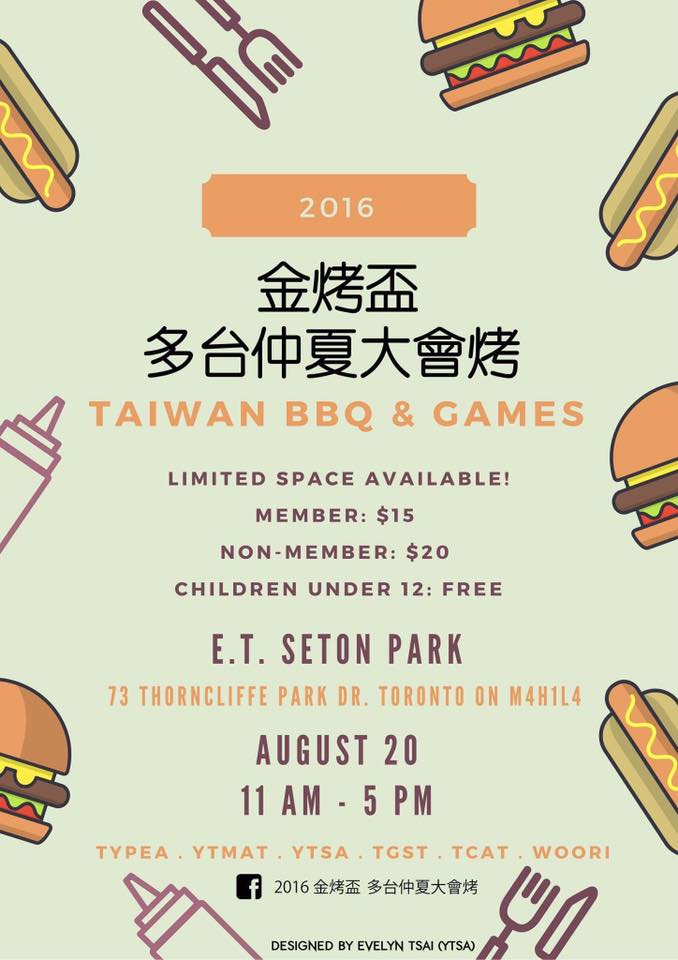 2016
金烤盃
多台仲夏大會烤
TAIWAN BBQ & GAMES
LIMITED SPACE AVAILABLE!
MEMBER: $15
NON-MEMBER: $20
CHILDREN UNDER 12: FREE
E.T. SETON PARK
73 THORNCLIFFE PARK DR. TORONTO ON M4H1L4
AUGUST 20
11 AM - 5 PM
TYPEA . YTMAT . YTSA . TGST . TCAT . WOORI
2016 金烤盃 多台仲夏大會烤
DESIGNED BY EVELYN TSAI (YTSA)